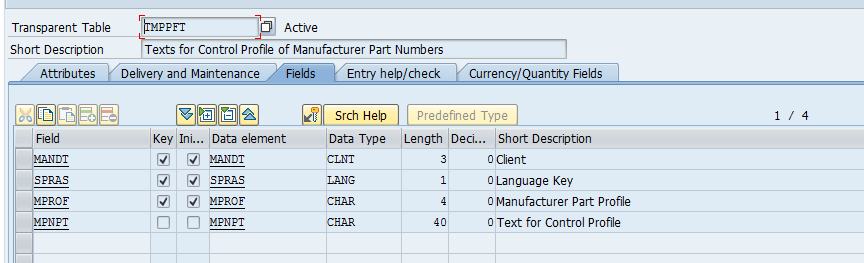 Transparent Table TMPPFT Active
Short Description Texts for Control Profile of Manufacturer Part Numbers
Attributes Delivery and Maintenance Fields Entry help/check Currency/Quantity Fields
Srch Help Predefined Type 1 / 4
Field Key Ini... Data element Data Type Length Deci... Short Description
MANDT MANDT CLNT 3 0 Client
SPRAS SPRAS LANG 1 0 Language Key
MPROF MPROF CHAR 4 0 Manufacturer Part Profile
MPNPT MPNPT CHAR 40 0 Text for Control Profile